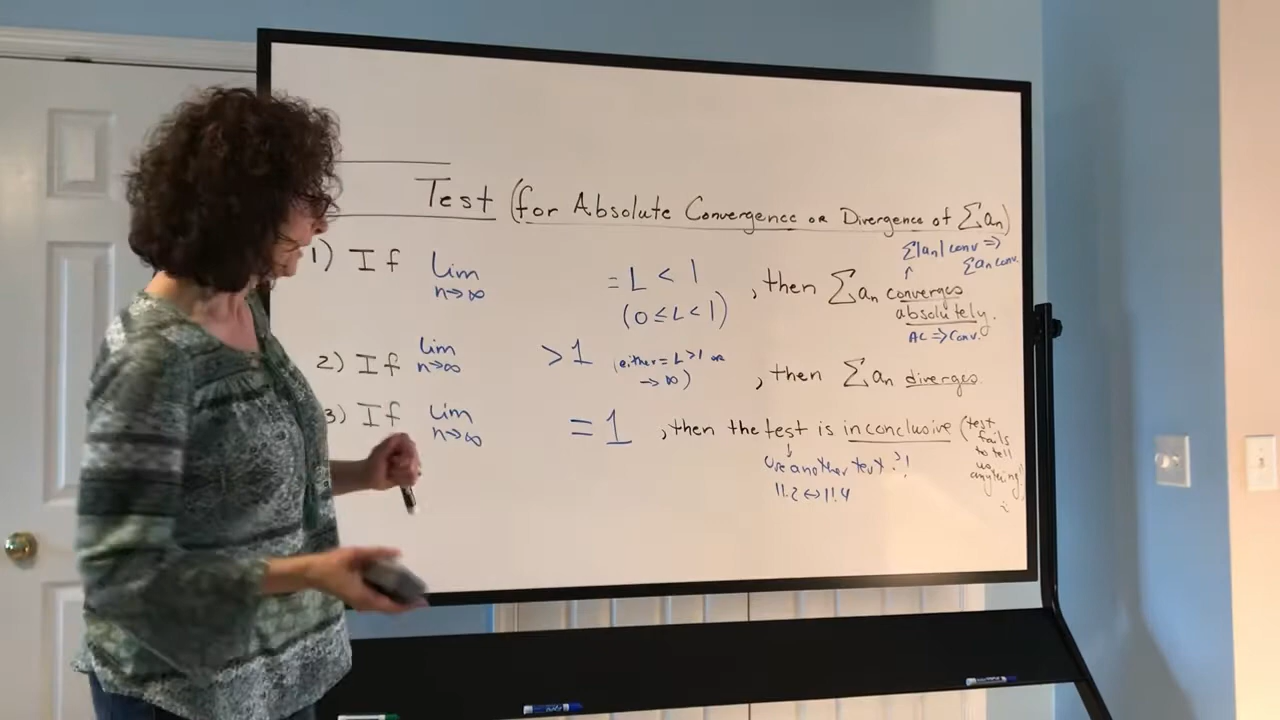 Test (for Absolute Convergence or Divergence of Σan)
Σ|an| conv ⇒
↑ Σan conv.
1) If Lim n→∞ = L < 1 , then Σan converges
(0 ≤ L < 1) absolutely.
AC ⇒ Conv.
2) If Lim n→∞ > 1 (either = L > 1 or
→ ∞) , then Σan diverges.
3) If Lim n→∞ = 1 , then the test is inconclusive (test
fails
to tell
us
anything!)
↓
Use another test :)!
11.2 ↔ 11.4